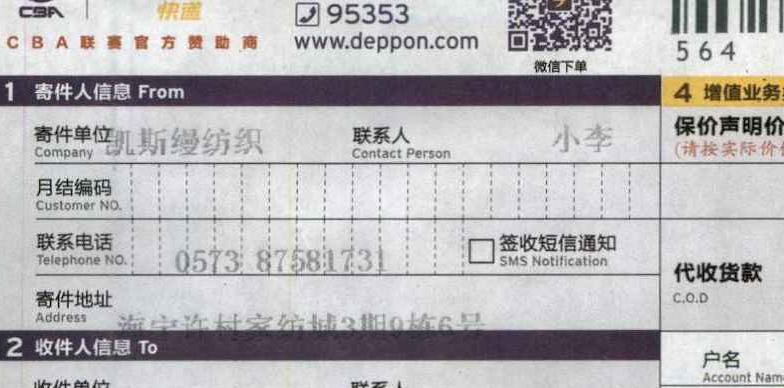 CBA 快递 95353
CBA联赛官方赞助商 www.deppon.com
微信下单
564
1 寄件人信息 From
4 增值业务
寄件单位 凯斯缦纺织 联系人 小李
Company Contact Person
保价声明价
(请按实际价值
月结编码
Customer NO.
联系电话 0573 87581731 签收短信通知
Telephone NO. SMS Notification
代收货款
C.O.D
寄件地址
Address
海宁许村家纺城3期9栋6号
2 收件人信息 To
户名
Account Name
收件单位 联系人